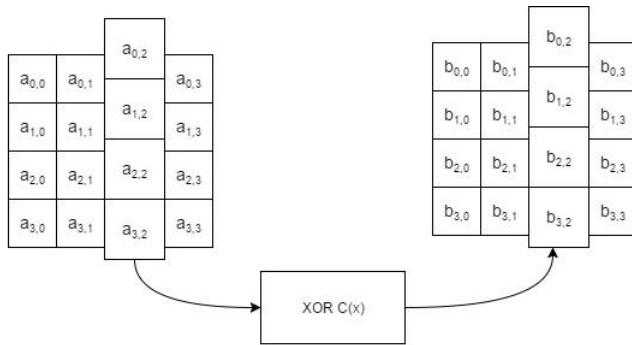 a0,0 a0,1 a0,2 a0,3
a1,0 a1,1 a1,2 a1,3
a2,0 a2,1 a2,2 a2,3
a3,0 a3,1 a3,2 a3,3
b0,0 b0,1 b0,2 b0,3
b1,0 b1,1 b1,2 b1,3
b2,0 b2,1 b2,2 b2,3
b3,0 b3,1 b3,2 b3,3
XOR C(x)